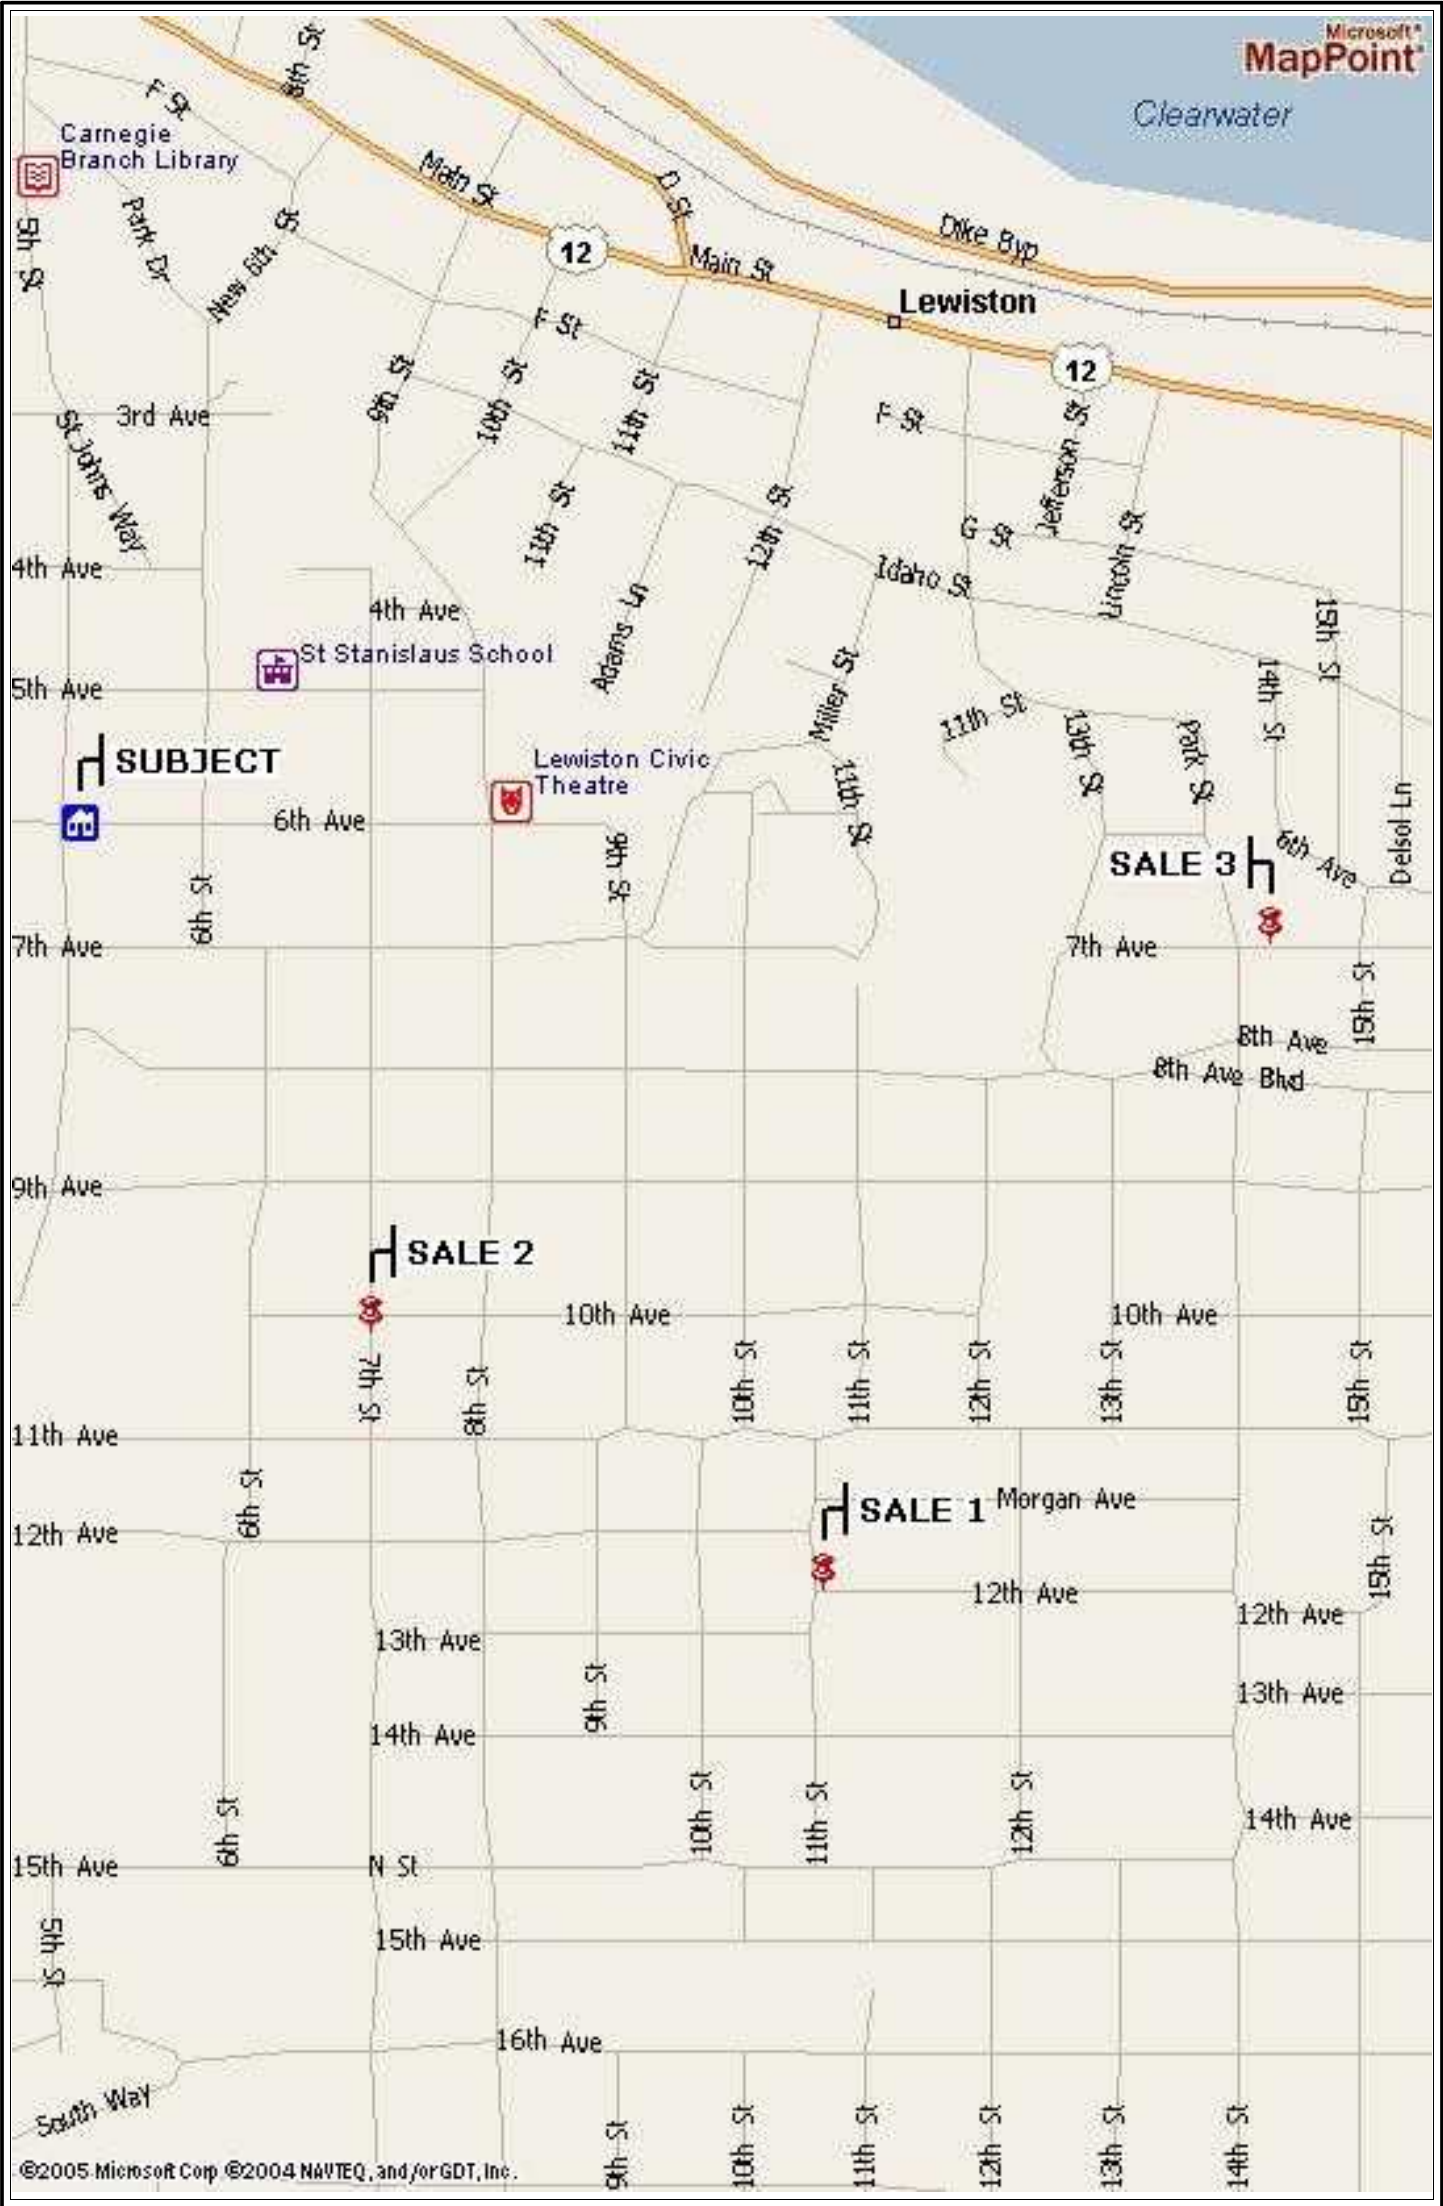 Microsoft®
MapPoint®
Clearwater
8th St
F St
Carnegie
Branch Library
Main St
D St
5th St
Park Dr
New 6th St
12
Main St
Dike Byp
Lewiston
F St
12
9th St
10th St
11th St
3rd Ave
F St
Jefferson St
St Johns Way
11th St
12th St
G St
Lincoln St
4th Ave
Idaho St
4th Ave
Adams Ln
15th St
St Stanislaus School
Miller St
14th St
5th Ave
11th St
13th St
Park St
SUBJECT
Lewiston Civic
Theatre
11th St
Delsol Ln
6th Ave
9th St
6th Ave
SALE 3
6th St
7th Ave
7th Ave
15th St
8th Ave
8th Ave Blvd
9th Ave
SALE 2
10th Ave
10th Ave
7th St
8th St
10th St
11th St
12th St
13th St
15th St
11th Ave
6th St
SALE 1
Morgan Ave
12th Ave
15th St
12th Ave
12th Ave
13th Ave
9th St
13th Ave
14th Ave
6th St
10th St
11th St
12th St
14th Ave
15th Ave
N St
5th St
15th Ave
16th Ave
South Way
9th St
10th St
11th St
12th St
13th St
14th St
©2005 Microsoft Corp ©2004 NAVTEQ, and/or GDT, Inc.